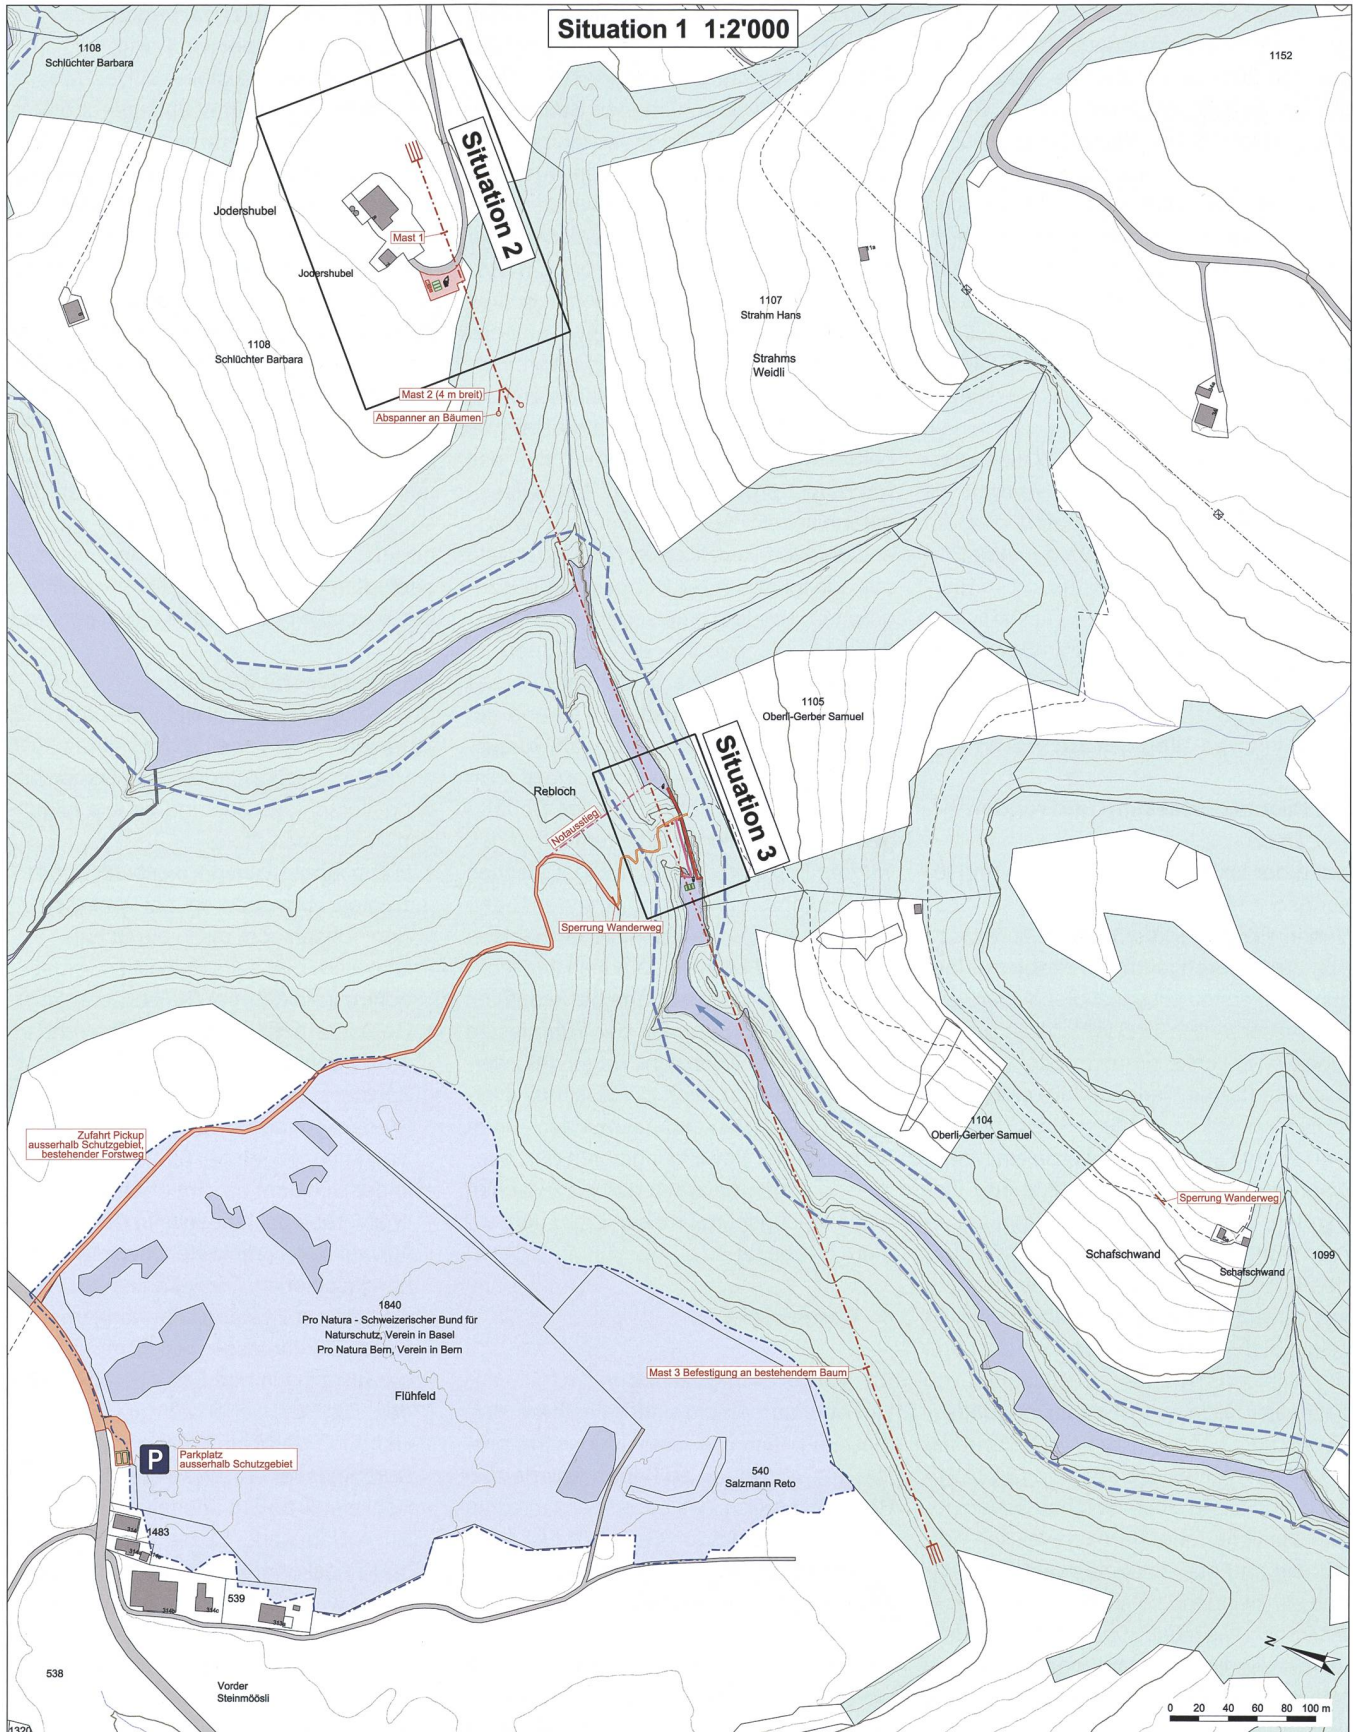 Situation 1 1:2'000
1108
Schlüchter Barbara
1152
Situation 2
Jodershubel
Mast 1
Jodershubel
1107
Strahm Hans
1108
Schlüchter Barbara
Strahms
Weidli
Mast 2 (4 m breit)
Abspanner an Bäumen
1105
Oberli-Gerber Samuel
Situation 3
Rebloch
Notausstieg
Sperrung Wanderweg
1104
Oberli-Gerber Samuel
Zufahrt Pickup
ausserhalb Schutzgebiet,
bestehender Forstweg
Sperrung Wanderweg
Schafschwand
1099
Schafschwand
1840
Pro Natura - Schweizerischer Bund für
Naturschutz, Verein in Basel
Pro Natura Bern, Verein in Bern
Mast 3 Befestigung an bestehendem Baum
Flühfeld
P
Parkplatz
ausserhalb Schutzgebiet
540
Salzmann Reto
1483
314b
314c
539
538
Vorder
Steinmöösli
N
1320
0 20 40 60 80 100 m